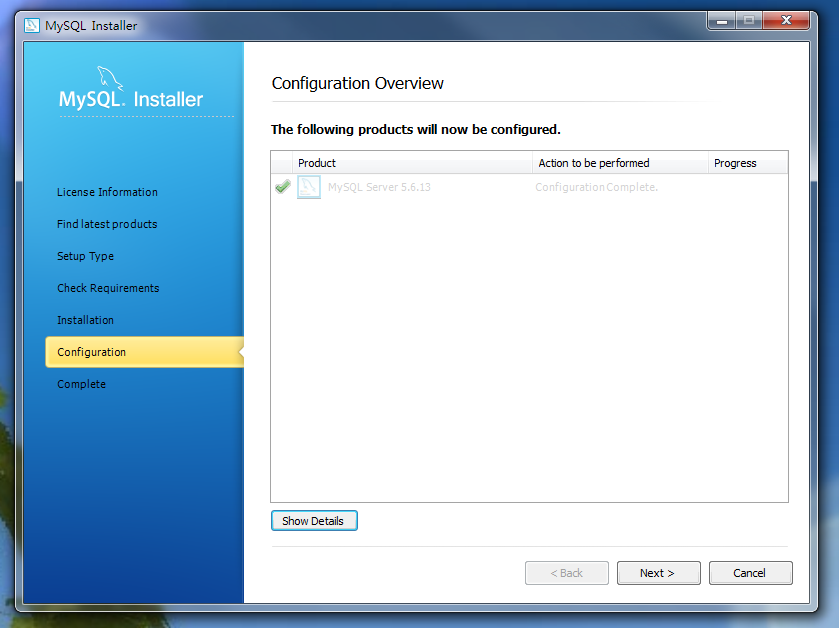 MySQL Installer
MySQL. Installer
License Information
Find latest products
Setup Type
Check Requirements
Installation
Configuration
Complete
Configuration Overview
The following products will now be configured.
Product Action to be performed Progress
MySQL Server 5.6.13 Configuration Complete.
Show Details
< Back Next > Cancel